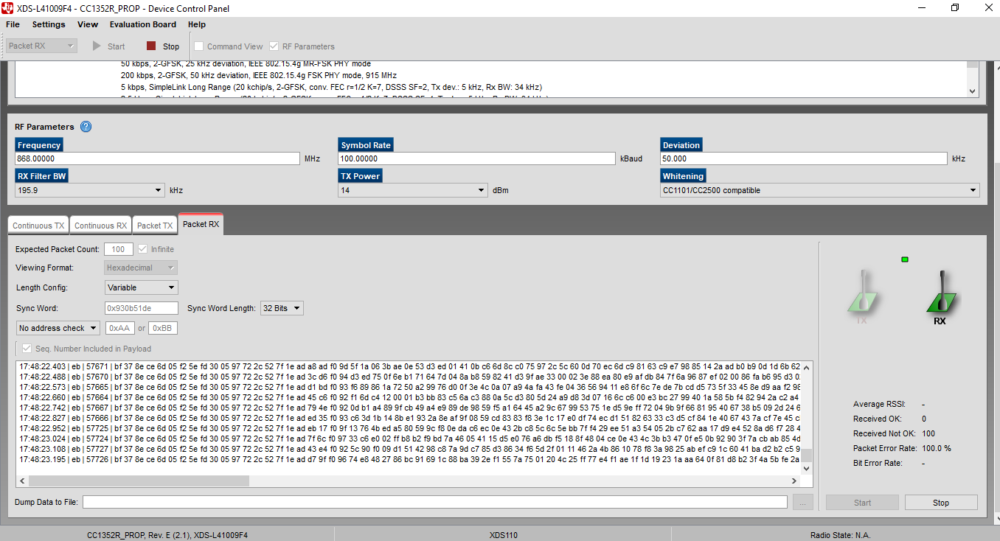 XDS-L41009F4 - CC1352R_PROP - Device Control Panel
File Settings View Evaluation Board Help
Packet RX Start Stop Command View RF Parameters
50 kbps, 2-GFSK, 25 kHz deviation, IEEE 802.15.4g MR-FSK PHY mode
200 kbps, 2-GFSK, 50 kHz deviation, IEEE 802.15.4g FSK PHY mode, 915 MHz
5 kbps, SimpleLink Long Range (20 kchip/s, 2-GFSK, conv. FEC r=1/2 K=7, DSSS SF=2, Tx dev.: 5 kHz, Rx BW: 34 kHz)
RF Parameters ?
Frequency Symbol Rate Deviation
868.00000 MHz 100.00000 kBaud 50.000 kHz
RX Filter BW TX Power Whitening
195.9 kHz 14 dBm CC1101/CC2500 compatible
Continuous TX Continuous RX Packet TX Packet RX
Expected Packet Count: 100 Infinite
Viewing Format: Hexadecimal
Length Config: Variable
Sync Word: 0x930b51de Sync Word Length: 32 Bits
No address check 0xAA or 0xBB
Seq. Number Included in Payload
17:48:22.403 | eb | 57671 | bf 37 8e ce 6d 05 f2 5e fd 30 05 97 72 2c 52 7f 1e ad a8 ad f0 9d 5f 1a 06 3b ae 0e 53 d3 ed 01 41 0b c6 6d 8c c0 75 97 2c 5c 60 0d 70 ec 6d c9 81 63 c9 e7 98 85 14 2a ad b0 b9 0d 1d 6b 62
17:48:22.488 | eb | 57670 | bf 37 8e ce 6d 05 f2 5e fd 30 05 97 72 2c 52 7f 1e ad 3c d6 f0 94 d3 ed 75 0f 6e b1 71 64 7d 04 8a b8 59 82 41 d3 9f ae 33 00 02 3e 88 ea 80 e9 af db 84 7f 6a 96 87 ef 02 00 86 fa b6 95 d3
17:48:22.573 | eb | 57665 | bf 37 8e ce 6d 05 f2 5e fd 30 05 97 72 2c 52 7f 1e ad d1 bd f0 93 f6 89 86 1a 72 50 a2 99 76 d0 0f 3e 4c 0a 07 a9 4a fa 43 fe 04 36 56 94 11 e8 6f 6c 7e de 7b cd d5 73 5f 33 45 8e d9 aa f2 98
17:48:22.660 | eb | 57664 | bf 37 8e ce 6d 05 f2 5e fd 30 05 97 72 2c 52 7f 1e ad 45 c6 f0 92 f1 6d c4 12 00 01 b3 bb 83 c5 6a c3 88 0a 5c d3 80 5d 24 a9 d8 3d 07 16 6c c6 00 e3 bc 27 99 40 1a 58 5b f4 82 94 2a c2 a4
17:48:22.742 | eb | 57667 | bf 37 8e ce 6d 05 f2 5e fd 30 05 97 72 2c 52 7f 1e ad 79 4e f0 92 0d b1 a4 89 9f cb 49 a4 e9 89 de 98 59 f5 a1 64 45 a2 9c 67 99 53 75 1e d5 9e ff 72 04 9b 9f 66 81 95 40 67 38 b5 09 2d 24 6
17:48:22.827 | eb | 57666 | bf 37 8e ce 6d 05 f2 5e fd 30 05 97 72 2c 52 7f 1e ad ed 35 f0 93 c6 3d 1b 14 8b e1 93 2a 8e af 9f 08 59 cd 83 83 f8 3e 1c 17 e0 df 74 ec d1 51 82 63 33 c3 d5 cf 84 1e 40 67 43 7a cf 7e 45 c
17:48:22.952 | eb | 57725 | bf 37 8e ce 6d 05 f2 5e fd 30 05 97 72 2c 52 7f 1e ad eb 17 f0 9f 13 76 4b ed a5 80 59 9c f8 0e da c6 ec 0e 43 2b c8 5c 6c 5e bb 7f f4 29 ee 51 a3 54 05 2b c7 62 aa 17 d9 e4 52 8a d6 f7 28 4
17:48:23.024 | eb | 57724 | bf 37 8e ce 6d 05 f2 5e fd 30 05 97 72 2c 52 7f 1e ad 7f 6c f0 97 33 c6 e0 02 ff b8 b2 f9 bd 7a 46 05 41 15 d5 e0 76 a6 db f5 18 8f 48 04 ce 0e 43 4c 3b b3 47 0f e5 0b 92 90 3f 7a cb ab 85 4d
17:48:23.108 | eb | 57727 | bf 37 8e ce 6d 05 f2 5e fd 30 05 97 72 2c 52 7f 1e ad 43 e4 f0 92 5c 90 f0 09 d1 51 42 98 c8 7a 9d c7 85 d3 86 34 f6 5d 2f 01 11 46 2a 4b 86 10 78 f8 3a 98 25 ab ef c9 1c 60 41 ba d2 b2 c5 9
17:48:23.195 | eb | 57726 | bf 37 8e ce 6d 05 f2 5e fd 30 05 97 72 2c 52 7f 1e ad d7 9f f0 96 74 e8 48 27 86 bc 91 69 1c 88 ba 39 2e f1 55 7a 75 01 20 4c 25 ff 77 e4 f1 ae 1f 1d 19 23 1a aa 64 0f 81 d8 b2 3f 4a 5b fe 2a
Dump Data to File: ...
TX RX
Average RSSI: -
Received OK: 0
Received Not OK: 100
Packet Error Rate: 100.0 %
Bit Error Rate: -
Start Stop
CC1352R_PROP, Rev. E (2.1), XDS-L41009F4 XDS110 Radio State: N.A.